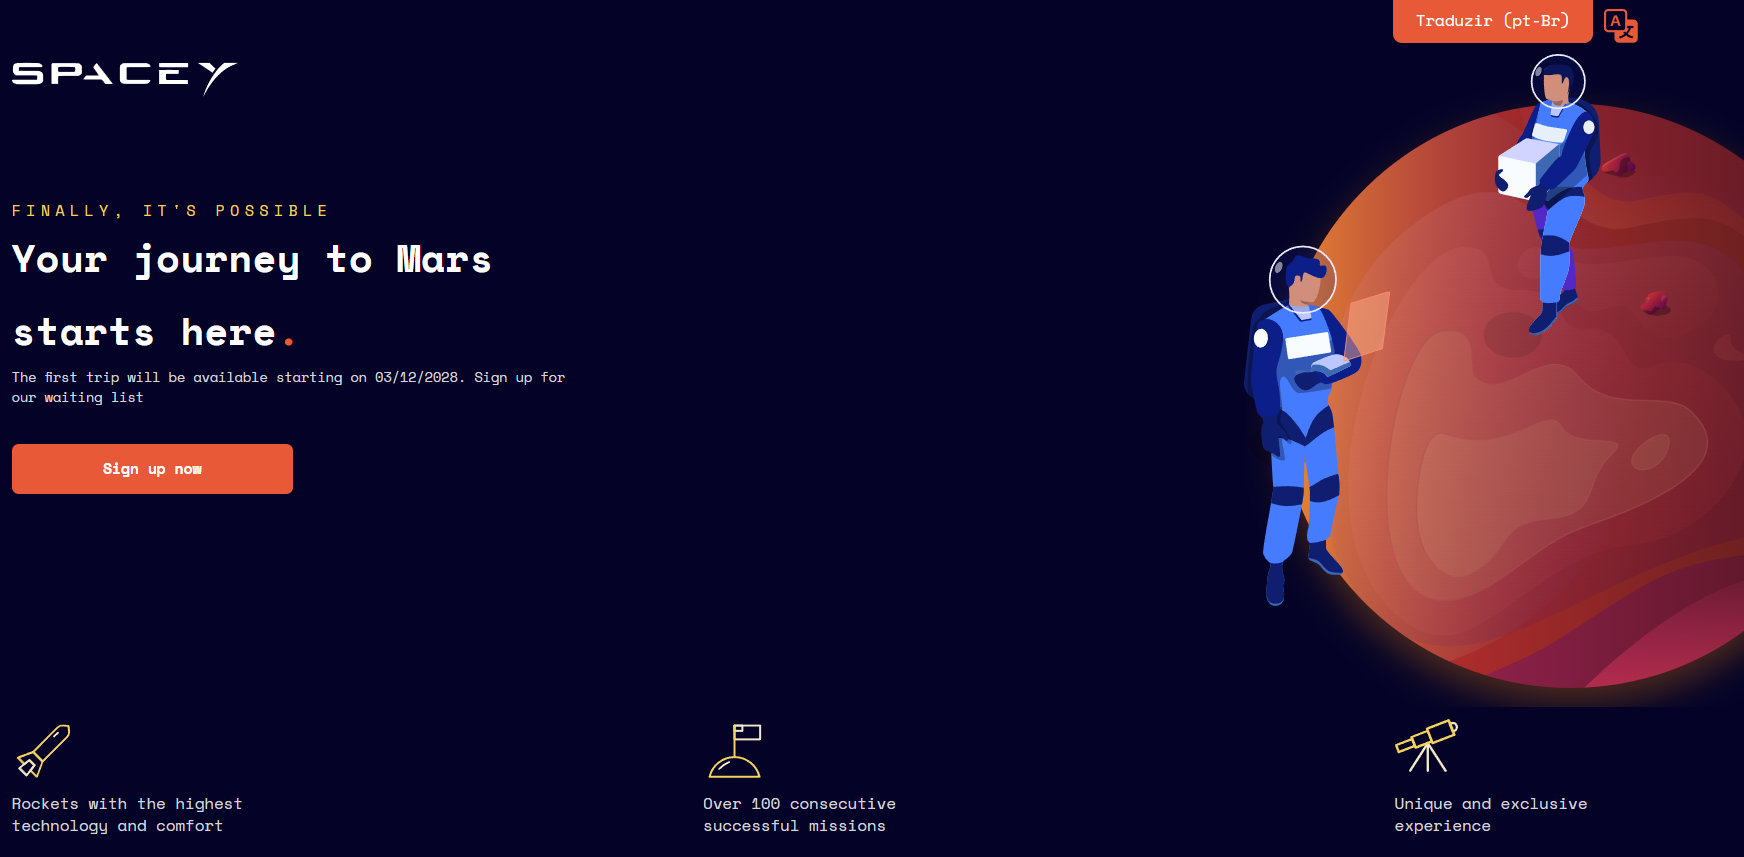 Traduzir (pt-Br)
A 文
SPACE Y
FINALLY, IT'S POSSIBLE
Your journey to Mars
starts here.
The first trip will be available starting on 03/12/2028. Sign up for
our waiting list
Sign up now
Rockets with the highest
technology and comfort
Over 100 consecutive
successful missions
Unique and exclusive
experience